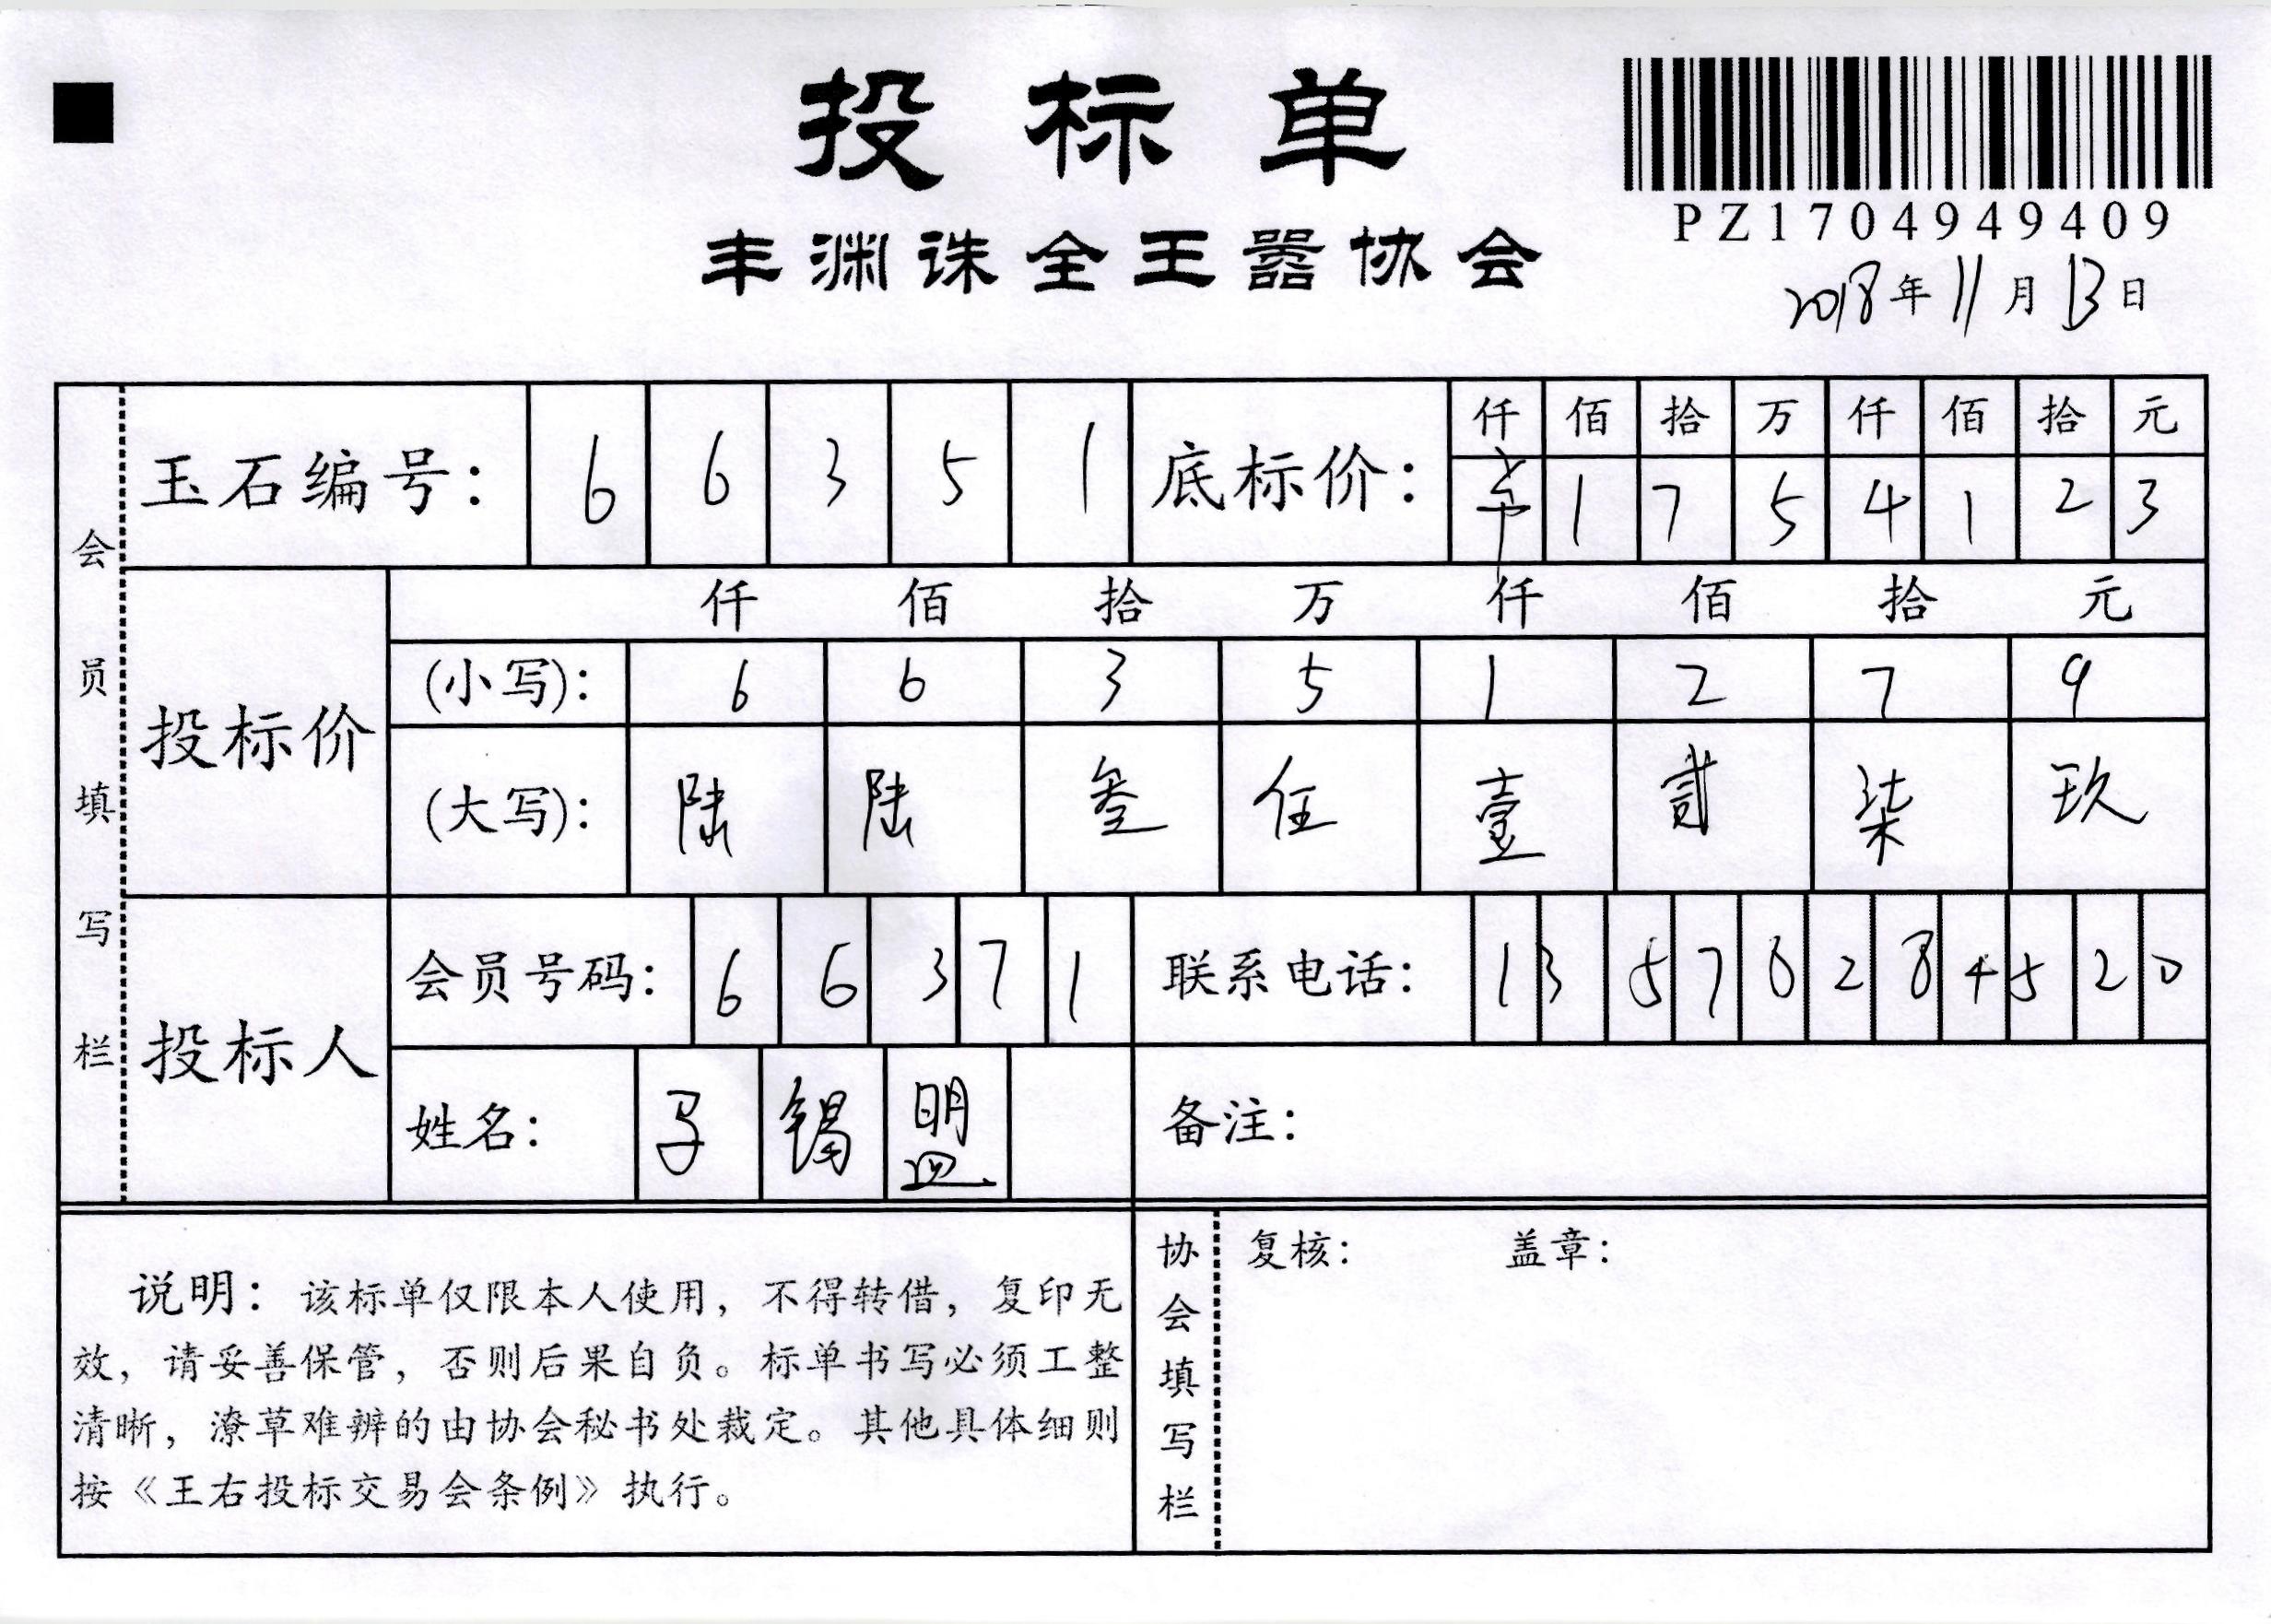 投标单
PZ1704949409
丰渊诛全王嚣协会
2018年11月13日
会员填写栏
玉石编号: 6 6 3 5 1 底标价: 仟 佰 拾 万 仟 佰 拾 元
1 7 5 4 1 2 3
投标价 仟 佰 拾 万 仟 佰 拾 元
(小写): 6 6 3 5 1 2 7 9
(大写): 陆 陆 叁 伍 壹 贰 柒 玖
投标人 会员号码: 6 6 3 7 1 联系电话: 1 3 5 7 8 2 8 4 5 2 0
姓名: 明 皿 备注:
说明: 该标单仅限本人使用, 不得转借, 复印无
效, 请妥善保管, 否则后果自负。标单书写必须工整
清晰, 潦草难辨的由协会秘书处裁定。其他具体细则
按《王右投标交易会条例》执行。
协会填写栏
复核: 盖章: